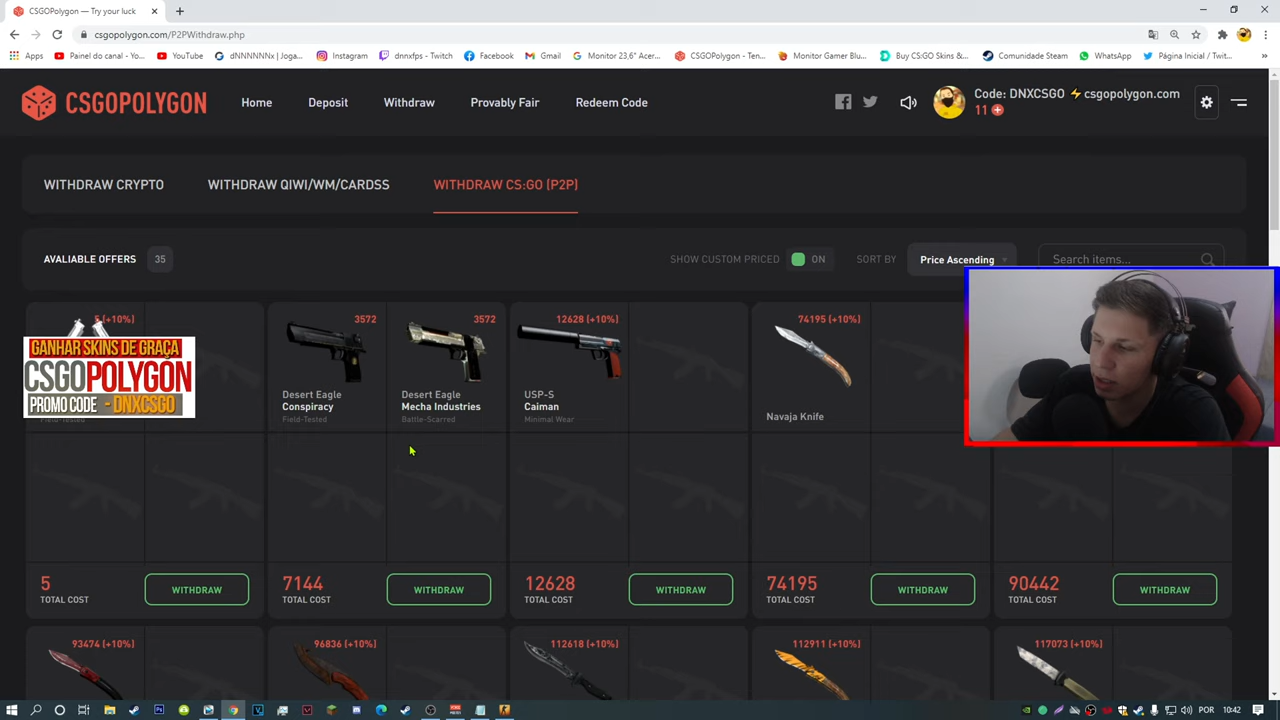 CSGOPolygon — Try your luck
csgopolygon.com/P2PWithdraw.php
Apps Painel do canal - Yo... YouTube dNNNNNNx | Joga... Instagram dnnxfps - Twitch Facebook Gmail Monitor 23,6" Acer... CSGOPolygon - Ten... Monitor Gamer Blu... Buy CS:GO Skins &... Comunidade Steam WhatsApp Página Inicial / Twit...
CSGOPOLYGON Home Deposit Withdraw Provably Fair Redeem Code
Code: DNXCSGO ⚡csgopolygon.com
11
WITHDRAW CRYPTO WITHDRAW QIWI/WM/CARDSS WITHDRAW CS:GO (P2P)
AVALIABLE OFFERS 35 SHOW CUSTOM PRICED ON SORT BY Price Ascending Search items...
5 (+10%) 3572 3572 12628 (+10%) 74195 (+10%)
GANHAR SKINS DE GRAÇA
CSGOPOLYGON
PROMO CODE - DNXCSGO
Field-Tested
Desert Eagle
Conspiracy
Field-Tested
Desert Eagle
Mecha Industries
Battle-Scarred
USP-S
Caiman
Minimal Wear
Navaja Knife
5
TOTAL COST
WITHDRAW
7144
TOTAL COST
WITHDRAW
12628
TOTAL COST
WITHDRAW
74195
TOTAL COST
WITHDRAW
90442
TOTAL COST
WITHDRAW
93474 (+10%) 96836 (+10%) 112618 (+10%) 112911 (+10%) 117073 (+10%)
POR 10:42